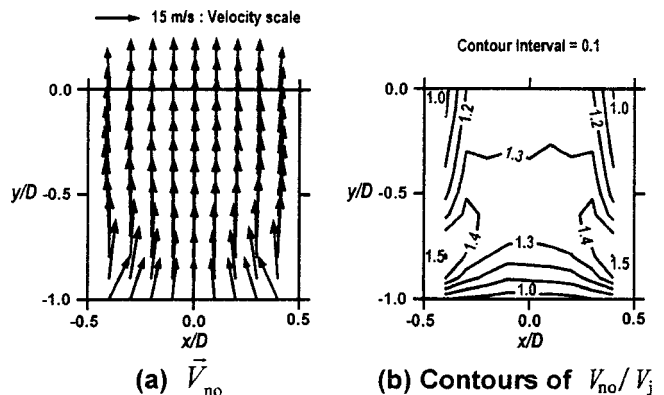 15 m/s : Velocity scale
Contour Interval = 0.1
0.0
y/D
-0.5
-1.0
-0.5
0.0
0.5
x/D
0.0
y/D
-0.5
-1.0
-0.5
0.0
0.5
x/D
1.0
1.2
1.2
1.0
1.3
1.4
1.4
1.5
1.3
1.5
1.0
(a) V⃗no
(b) Contours of Vno/Vj